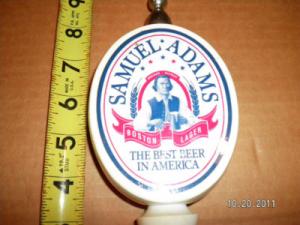 SAMUEL·ADAMS
BOSTON LAGER
THE BEST BEER
IN AMERICA
9
8
7
6
5
4
10.20.2011